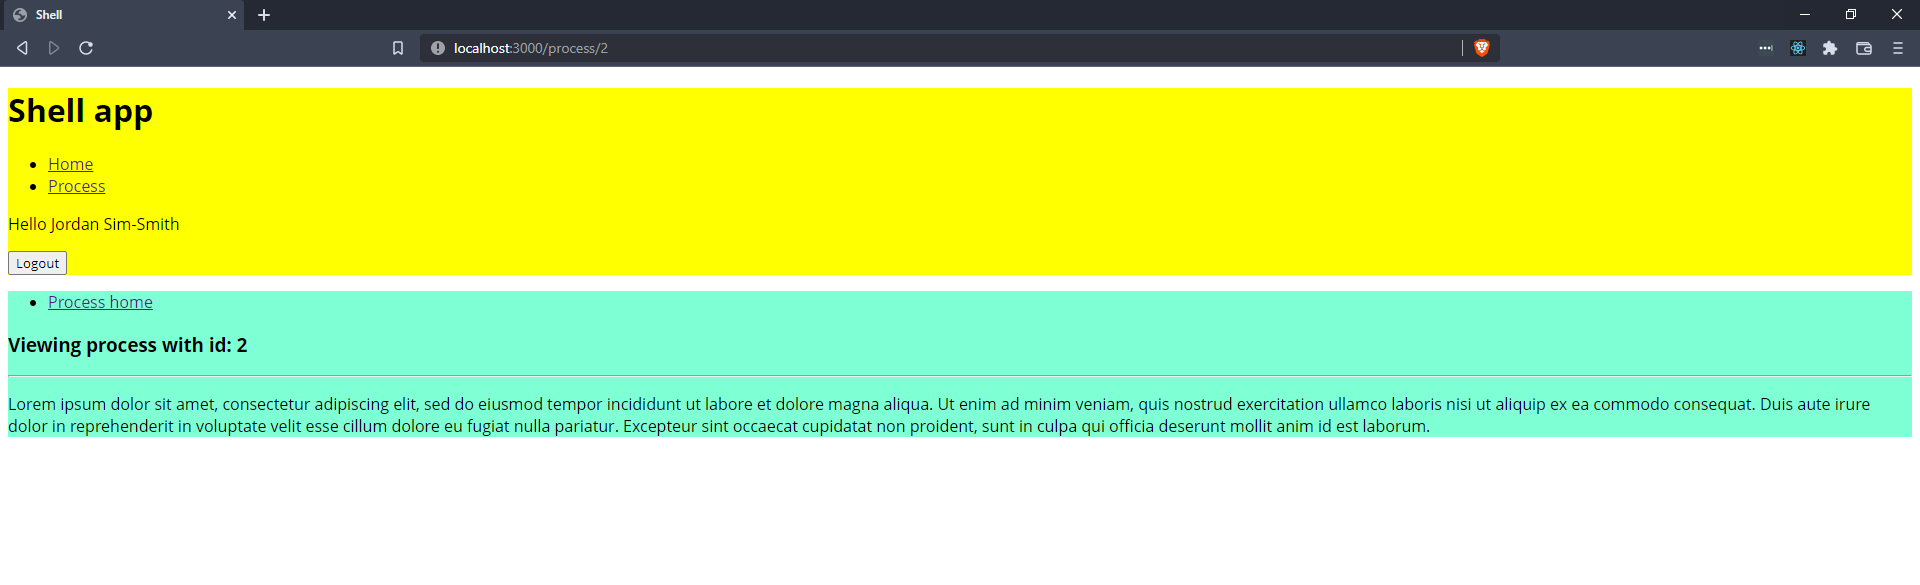 Shell
localhost:3000/process/2
Shell app
Home
Process
Hello Jordan Sim-Smith
Logout
Process home
Viewing process with id: 2
Lorem ipsum dolor sit amet, consectetur adipiscing elit, sed do eiusmod tempor incididunt ut labore et dolore magna aliqua. Ut enim ad minim veniam, quis nostrud exercitation ullamco laboris nisi ut aliquip ex ea commodo consequat. Duis aute irure
dolor in reprehenderit in voluptate velit esse cillum dolore eu fugiat nulla pariatur. Excepteur sint occaecat cupidatat non proident, sunt in culpa qui officia deserunt mollit anim id est laborum.